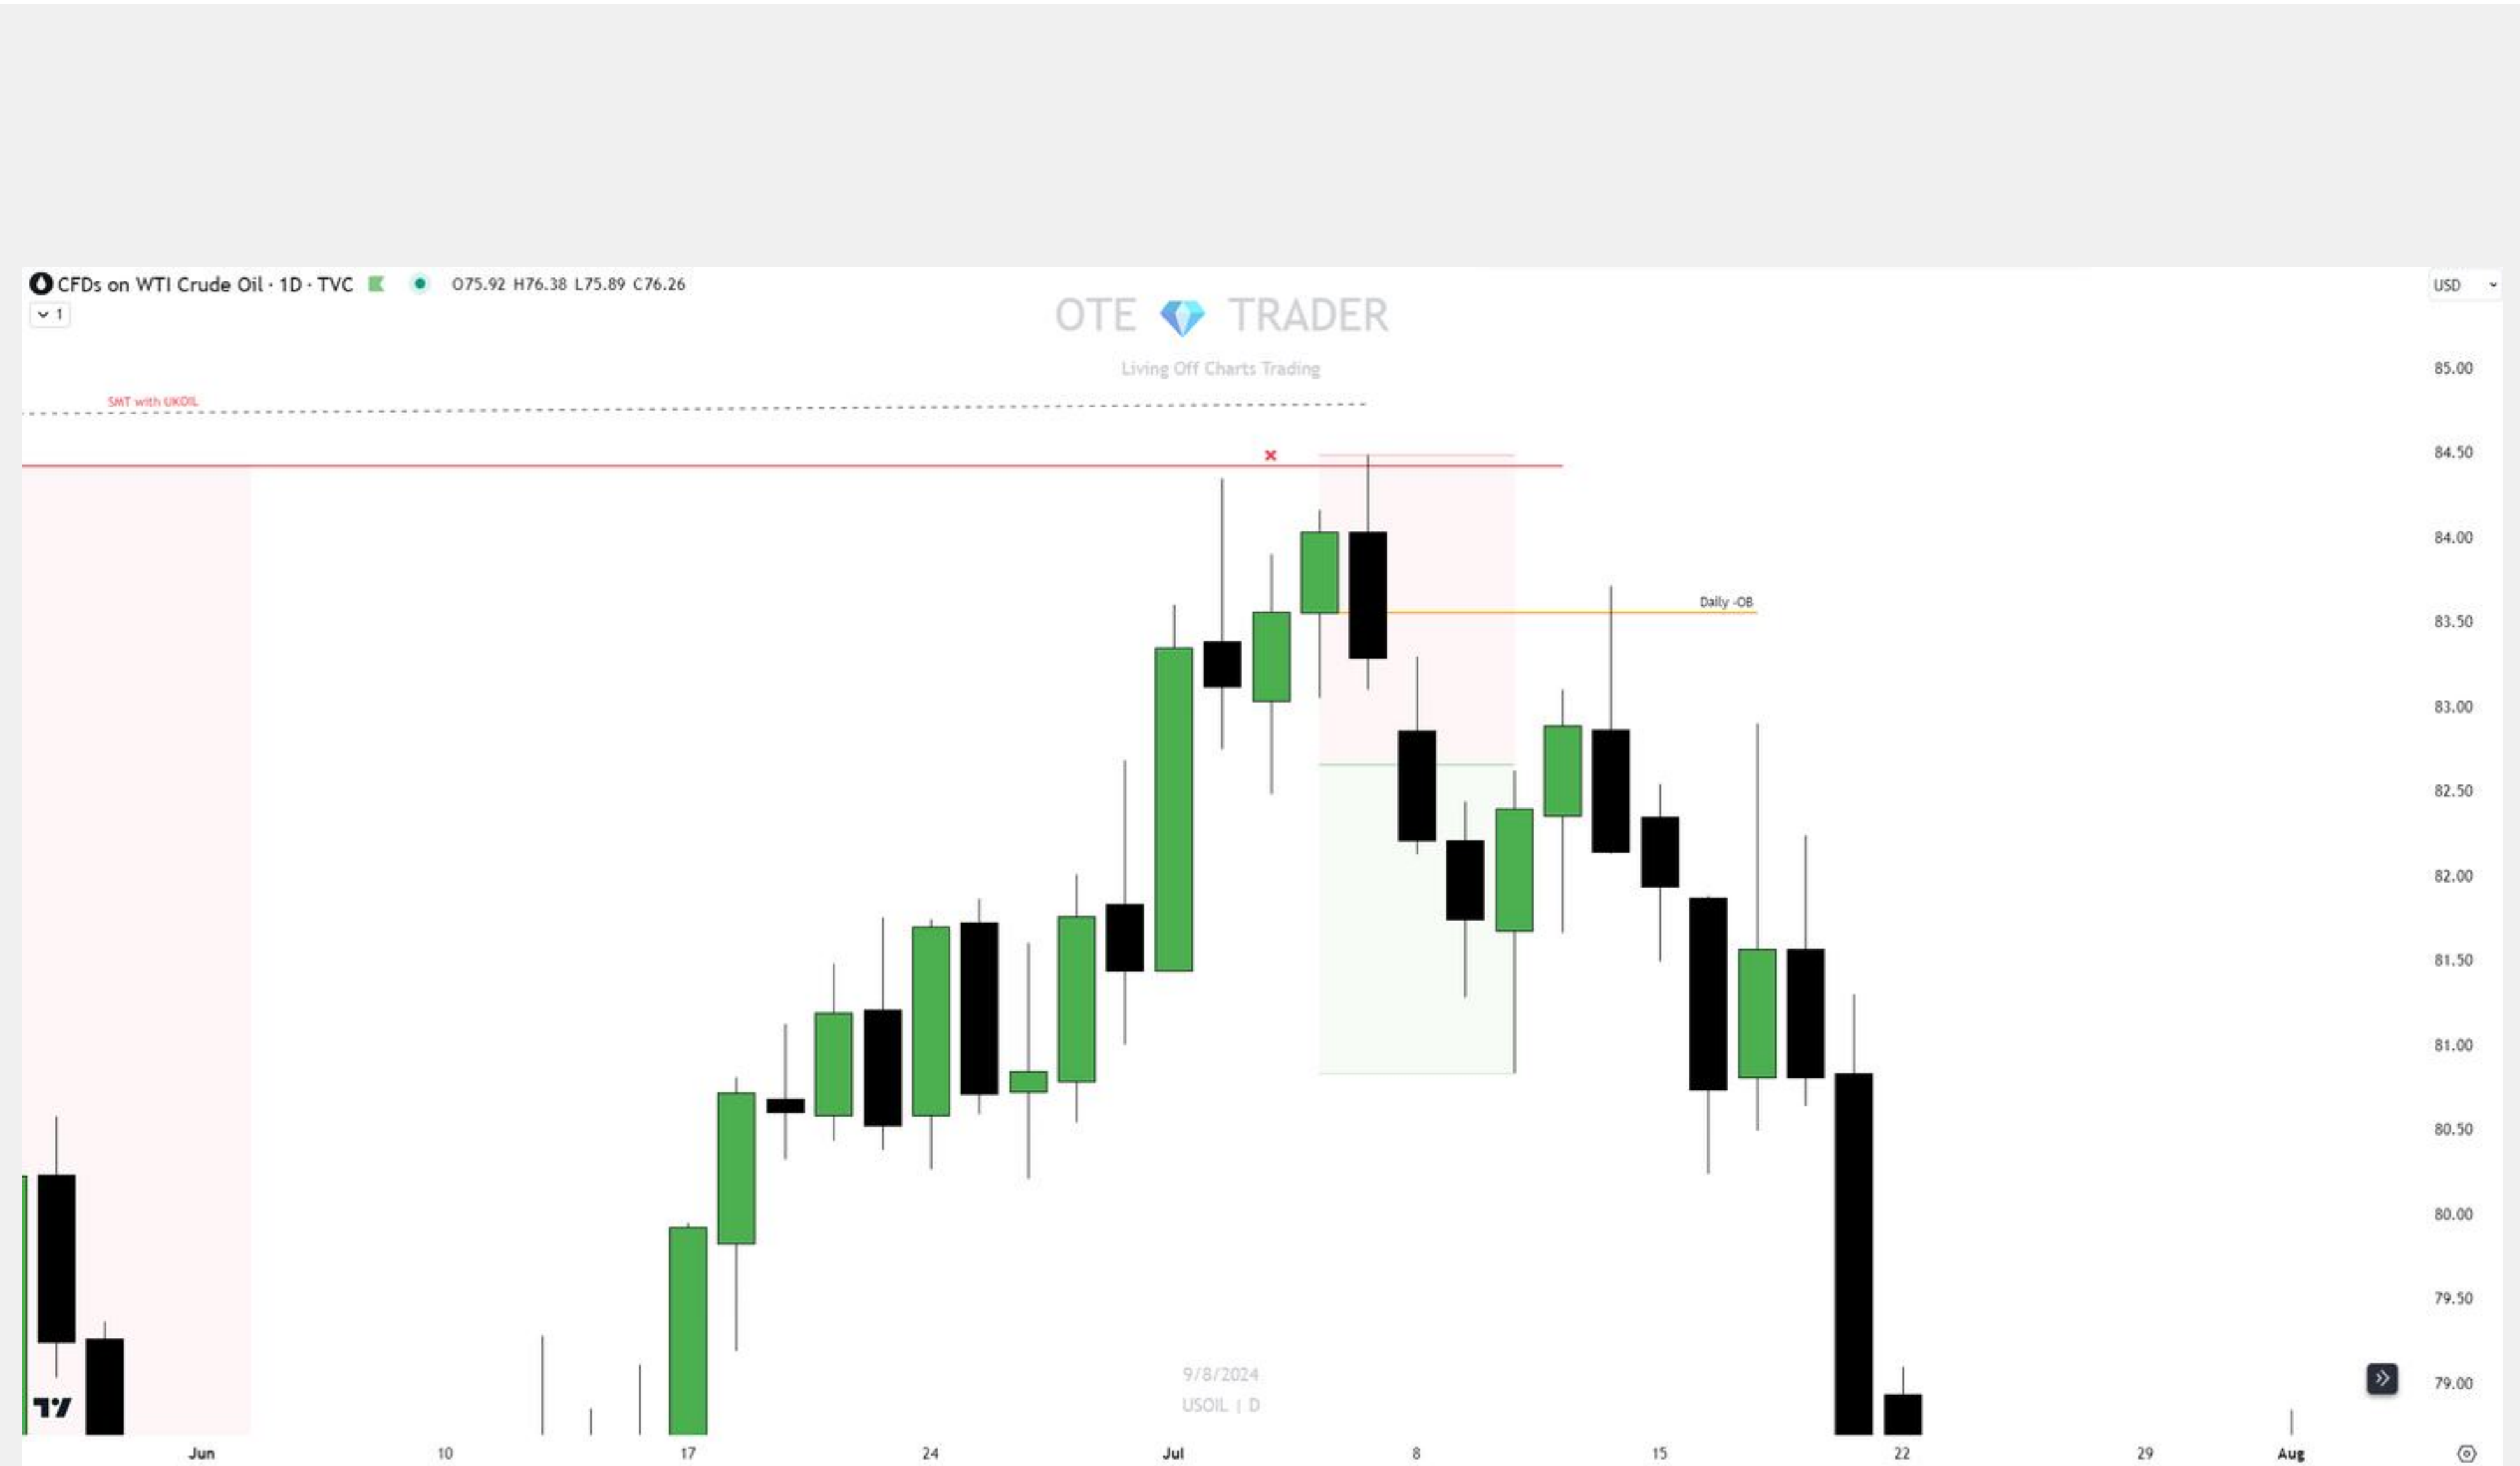 CFDs on WTI Crude Oil · 1D · TVC O75.92 H76.38 L75.89 C76.26
USD
1
OTE TRADER
Living Off Charts Trading
85.00
SMT with UKOIL
84.50
84.00
Daily -OB
83.50
83.00
82.50
82.00
81.50
81.00
80.50
80.00
79.50
9/8/2024
79.00
USOIL | D
Jun 10 17 24 Jul 8 15 22 29 Aug